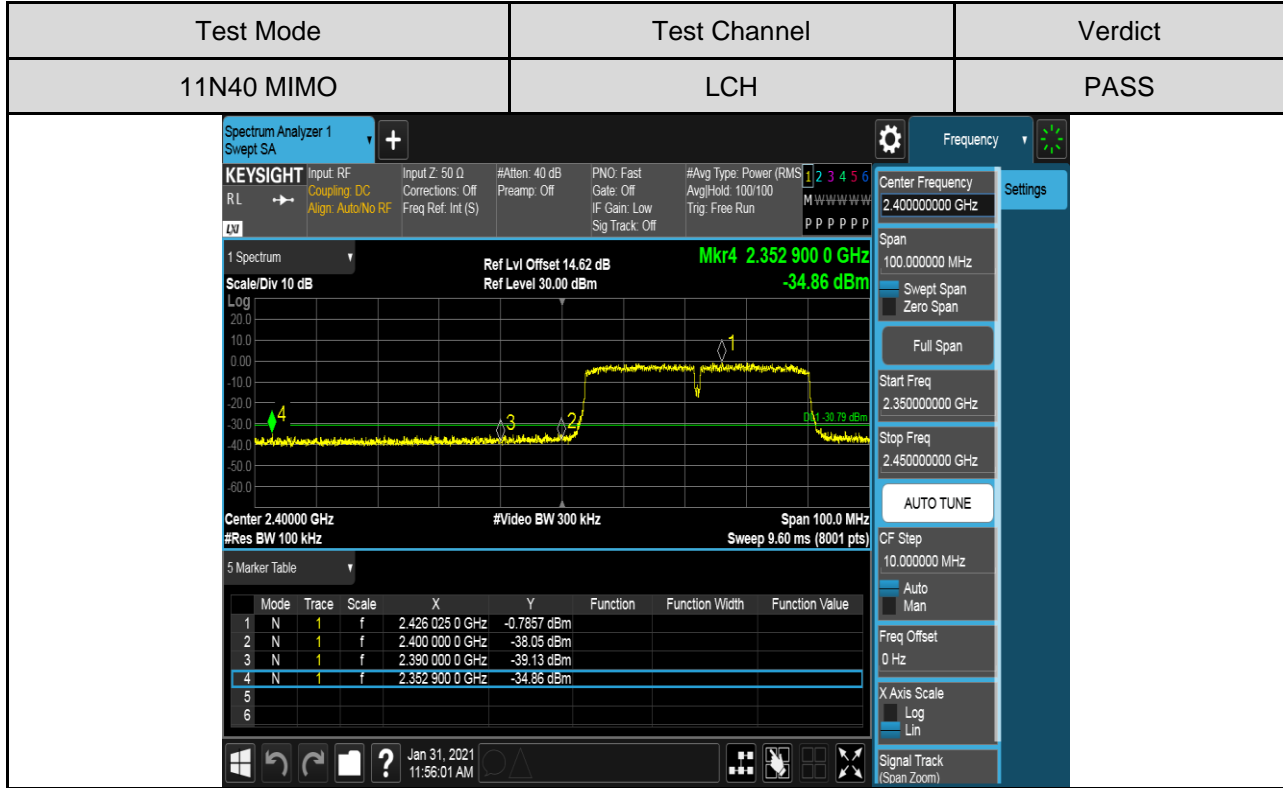 Test Mode Test Channel Verdict
11N40 MIMO LCH PASS
Spectrum Analyzer 1
Swept SA
+
Frequency
KEYSIGHT Input: RF Input Z: 50 Ω #Atten: 40 dB PNO: Fast #Avg Type: Power (RMS 1 2 3 4 5 6
RL Coupling: DC Corrections: Off Preamp: Off Gate: Off Avg|Hold: 100/100 M W W W W W
Align: Auto/No RF Freq Ref: Int (S) IF Gain: Low Trig: Free Run
LXI Sig Track: Off P P P P P P
Center Frequency
2.400000000 GHz
Settings
1 Spectrum
Ref Lvl Offset 14.62 dB
Mkr4 2.352 900 0 GHz
Scale/Div 10 dB Ref Level 30.00 dBm -34.86 dBm
Log
20.0
10.0
0.00
-10.0
-20.0
-30.0
-40.0
-50.0
-60.0
1
2
3
4
-30.79 dBm
Center 2.40000 GHz #Video BW 300 kHz Span 100.0 MHz
#Res BW 100 kHz Sweep 9.60 ms (8001 pts)
Span
100.000000 MHz
Swept Span
Zero Span
Full Span
Start Freq
2.350000000 GHz
Stop Freq
2.450000000 GHz
AUTO TUNE
CF Step
10.000000 MHz
Auto
Man
Freq Offset
0 Hz
X Axis Scale
Log
Lin
Signal Track
(Span Zoom)
5 Marker Table
Mode Trace Scale X Y Function Function Width Function Value
1 N 1 f 2.426 025 0 GHz -0.7857 dBm
2 N 1 f 2.400 000 0 GHz -38.05 dBm
3 N 1 f 2.390 000 0 GHz -39.13 dBm
4 N 1 f 2.352 900 0 GHz -34.86 dBm
5
6
?
Jan 31, 2021
11:56:01 AM